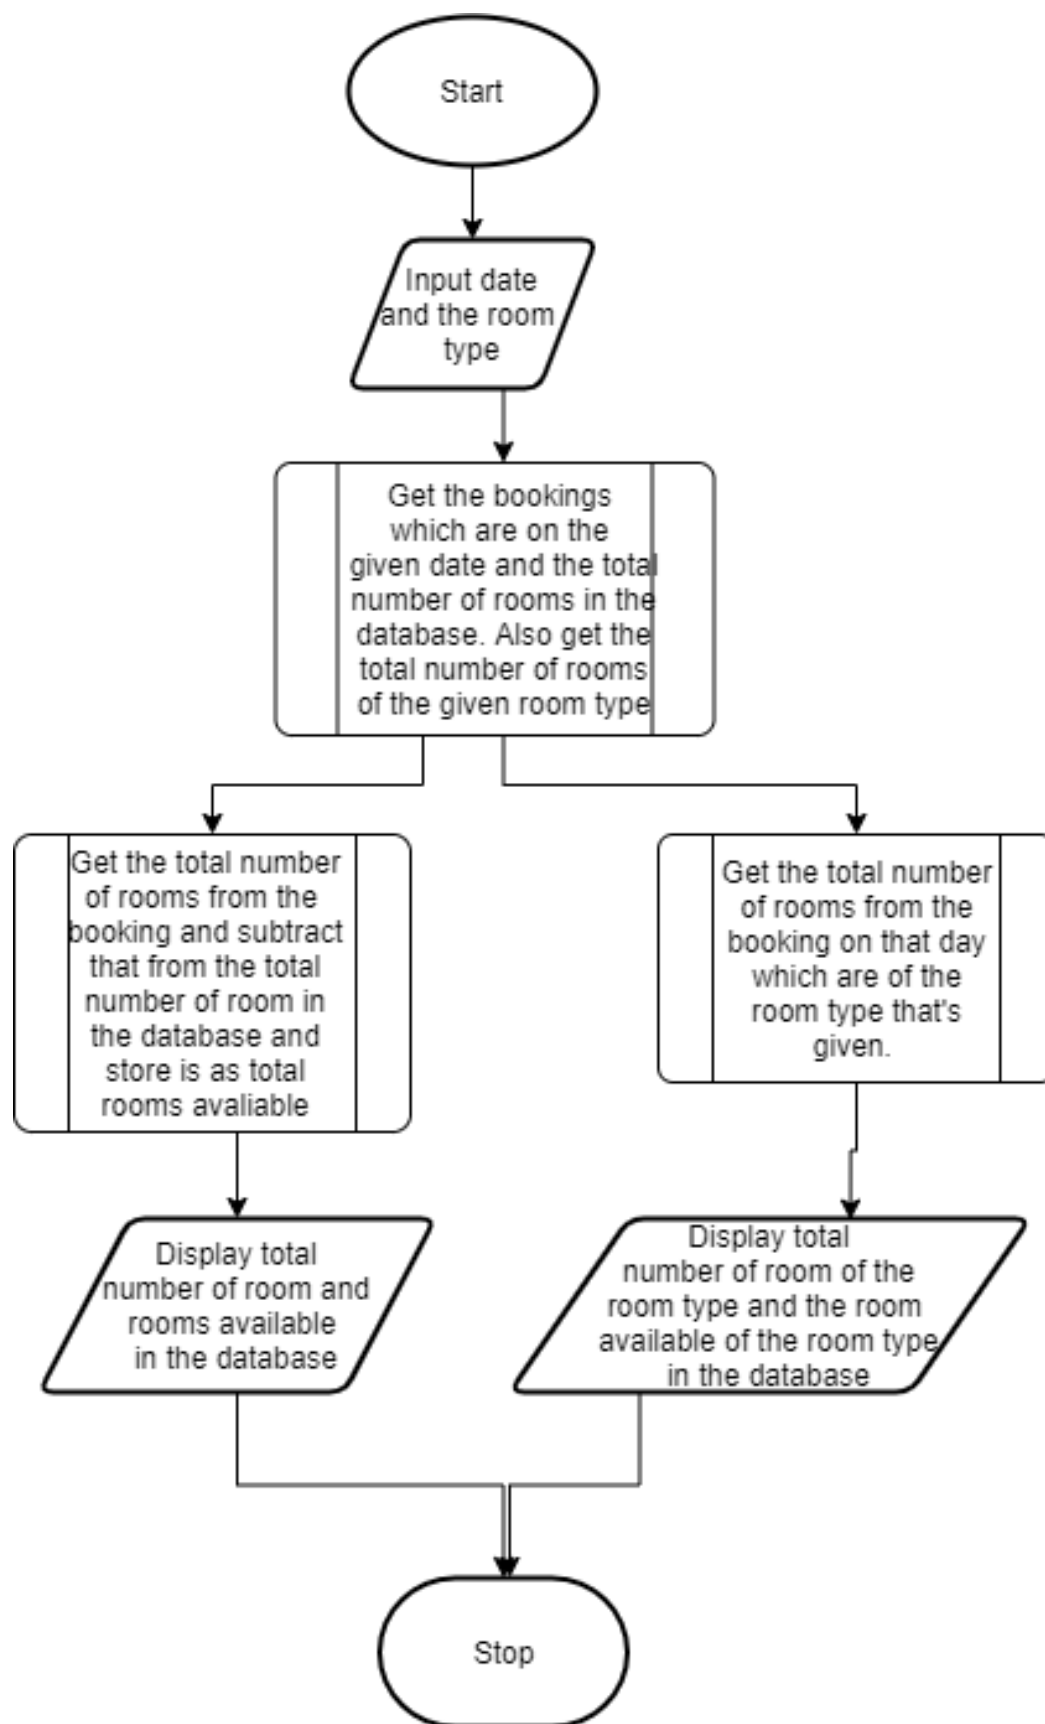 Start
Input date
and the room
type
Get the bookings
which are on the
given date and the total
number of rooms in the
database. Also get the
total number of rooms
of the given room type
Get the total number
of rooms from the
booking and subtract
that from the total
number of room in
the database and
store is as total
rooms avaliable
Get the total number
of rooms from the
booking on that day
which are of the
room type that's
given.
Display total
number of room and
rooms available
in the database
Display total
number of room of the
room type and the room
available of the room type
in the database
Stop